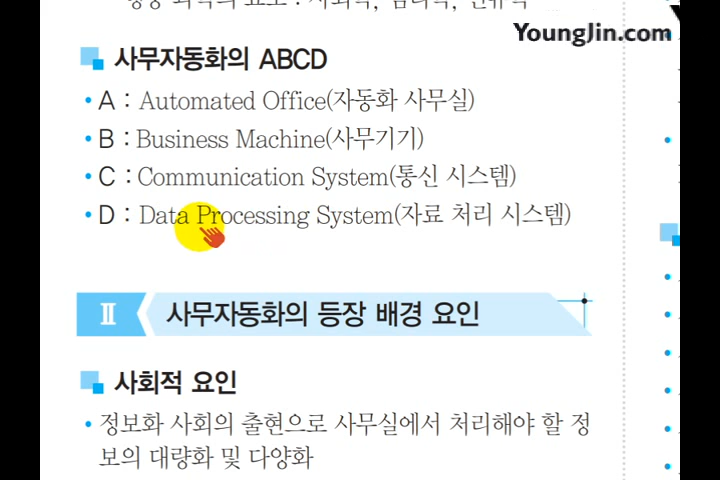 YoungJin.com
사무자동화의 ABCD
• A : Automated Office(자동화 사무실)
• B : Business Machine(사무기기)
• C : Communication System(통신 시스템)
• D : Data Processing System(자료 처리 시스템)
Ⅱ 사무자동화의 등장 배경 요인
사회적 요인
• 정보화 사회의 출현으로 사무실에서 처리해야 할 정
보의 대량화 및 다양화